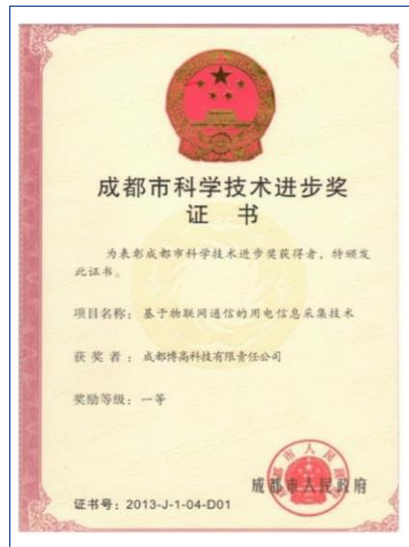 成都市科学技术进步奖
证 书
为表彰成都市科学技术进步奖获得者，特颁发
此证书。
项目名称：基于物联网通信的用电信息采集技术
获 奖 者：成都博高科技有限责任公司
奖励等级：一等
成都市人民政府
证书号：2013-J-1-04-D01